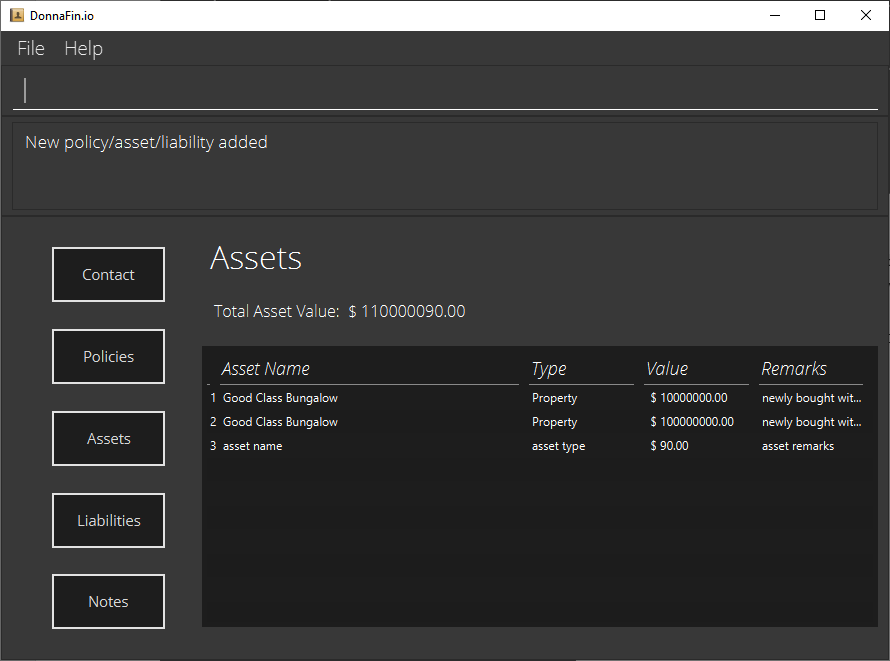 DonnaFin.io
File Help
New policy/asset/liability added
Contact
Policies
Assets
Liabilities
Notes
Assets
Total Asset Value: $ 110000090.00
Asset Name Type Value Remarks
1 Good Class Bungalow Property $ 10000000.00 newly bought wit...
2 Good Class Bungalow Property $ 100000000.00 newly bought wit...
3 asset name asset type $ 90.00 asset remarks